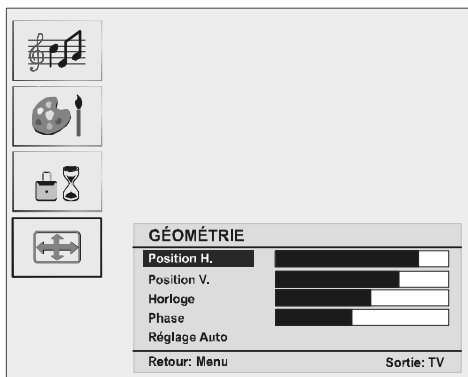 GÉOMÉTRIE
Position H.
Position V.
Horloge
Phase
Réglage Auto
Retour: Menu Sortie: TV